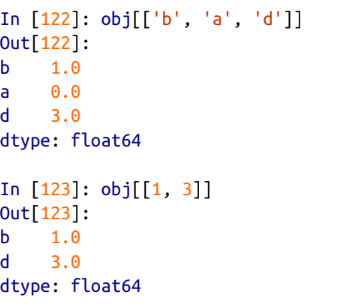 In [122]: obj[['b', 'a', 'd']]
Out[122]:
b    1.0
a    0.0
d    3.0
dtype: float64

In [123]: obj[[1, 3]]
Out[123]:
b    1.0
d    3.0
dtype: float64